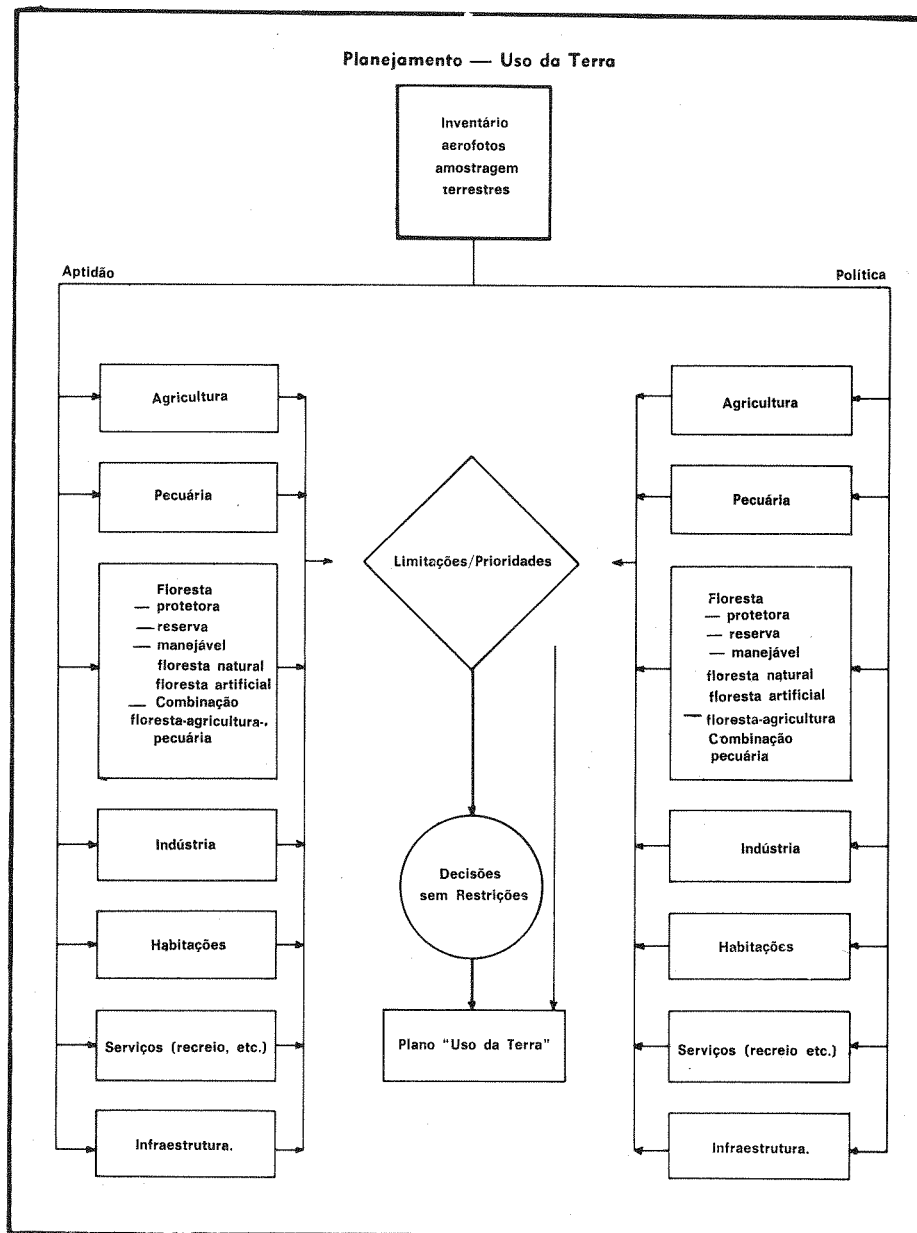 Planejamento — Uso da Terra
Inventário
aerofotos
amostragem
terrestres
Aptidão
Política
Agricultura
Pecuária
Floresta
— protetora
— reserva
— manejável
floresta natural
floresta artificial
— Combinação
floresta-agricultura-.
pecuária
Indústria
Habitações
Serviços (recreio, etc.)
Infraestrutura.
Limitações/Prioridades
Decisões
sem Restrições
Plano "Uso da Terra"
Agricultura
Pecuária
Floresta
— protetora
— reserva
— manejável
floresta natural
floresta artificial
— floresta-agricultura
Combinação
pecuária
Indústria
Habitações
Serviços (recreio etc.)
Infraestrutura.